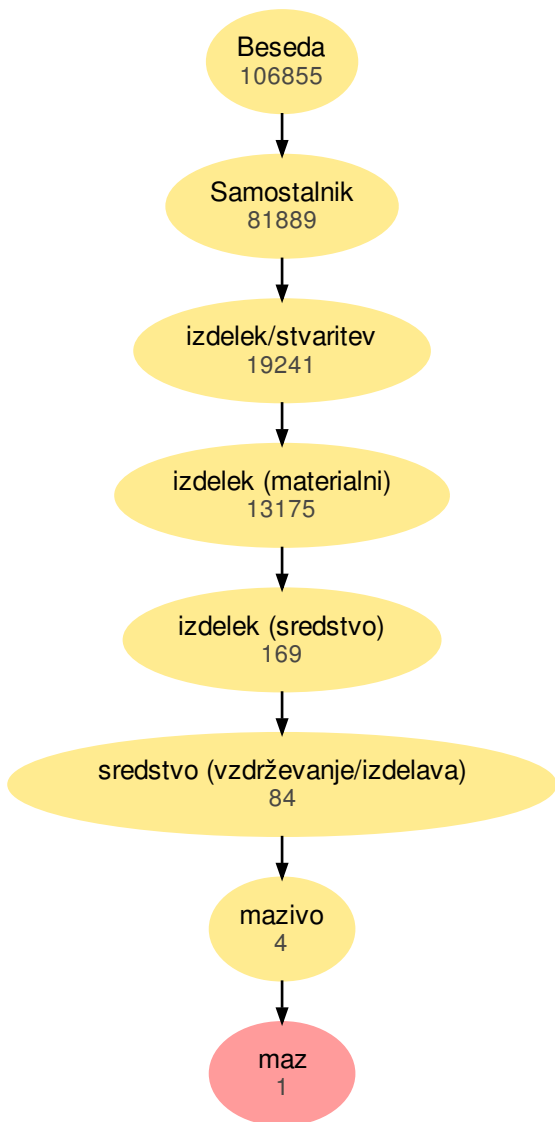 Beseda
106855
Samostalnik
81889
izdelek/stvaritev
19241
izdelek (materialni)
13175
izdelek (sredstvo)
169
sredstvo (vzdrževanje/izdelava)
84
mazivo
4
maz
1